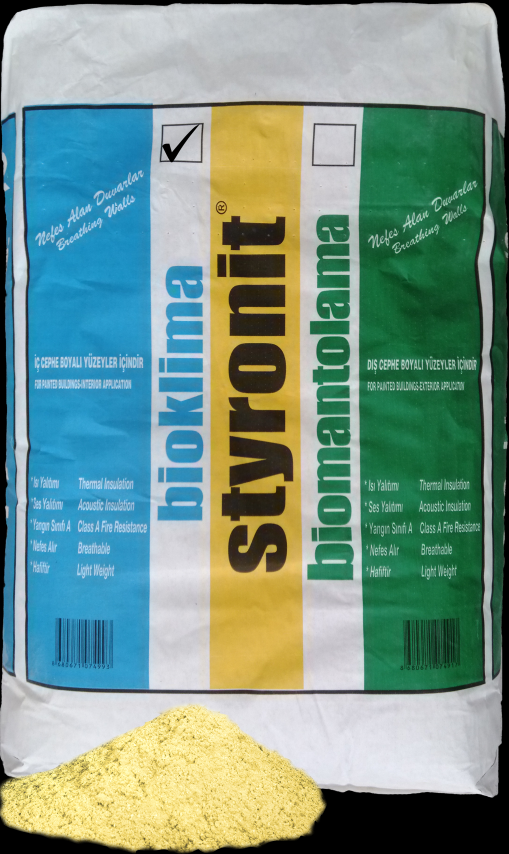 Nefes Alan Duvarlar
Breathing Walls
İÇ CEPHE BOYALI YÜZEYLER İÇİNDİR
FOR PAINTED BUILDINGS-INTERIOR APPLICATION
* Isı Yalıtımı Thermal Insulation
* Ses Yalıtımı Acoustic Insulation
* Yangın Sınıfı A Class A Fire Resistance
* Nefes Alır Breathable
* Hafiftir Light Weight
bioklima
styronit®
biomantolama
Nefes Alan Duvarlar
Breathing Walls
DIŞ CEPHE BOYALI YÜZEYLER İÇİNDİR
FOR PAINTED BUILDINGS-EXTERIOR APPLICATION
* Isı Yalıtımı Thermal Insulation
* Ses Yalıtımı Acoustic Insulation
* Yangın Sınıfı A Class A Fire Resistance
* Nefes Alır Breathable
* Hafiftir Light Weight